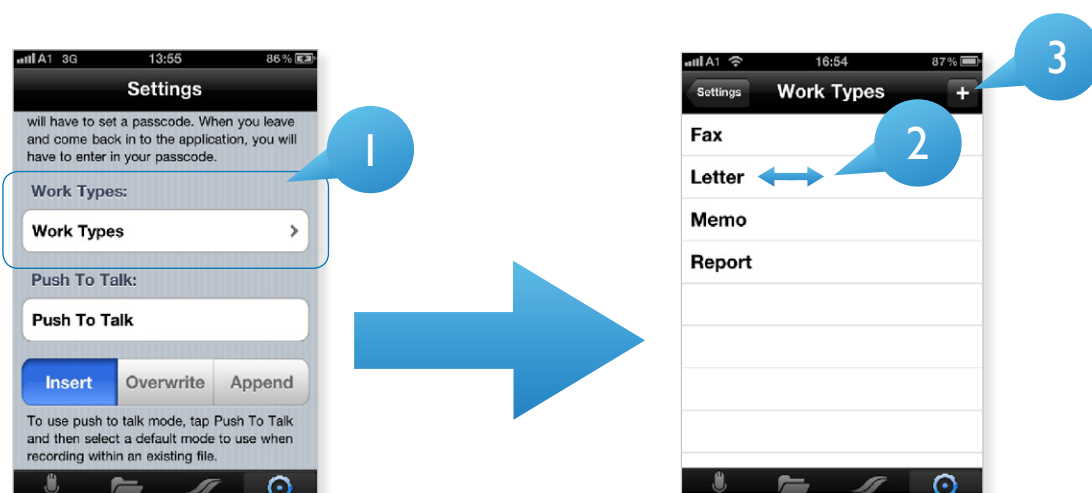 A1 3G 13:55 86%
Settings
will have to set a passcode. When you leave
and come back in to the application, you will
have to enter in your passcode.
Work Types:
Work Types
Push To Talk:
Push To Talk
Insert Overwrite Append
To use push to talk mode, tap Push To Talk
and then select a default mode to use when
recording within an existing file.
1
A1 16:54 87%
Settings Work Types +
Fax
Letter
Memo
Report
2
3